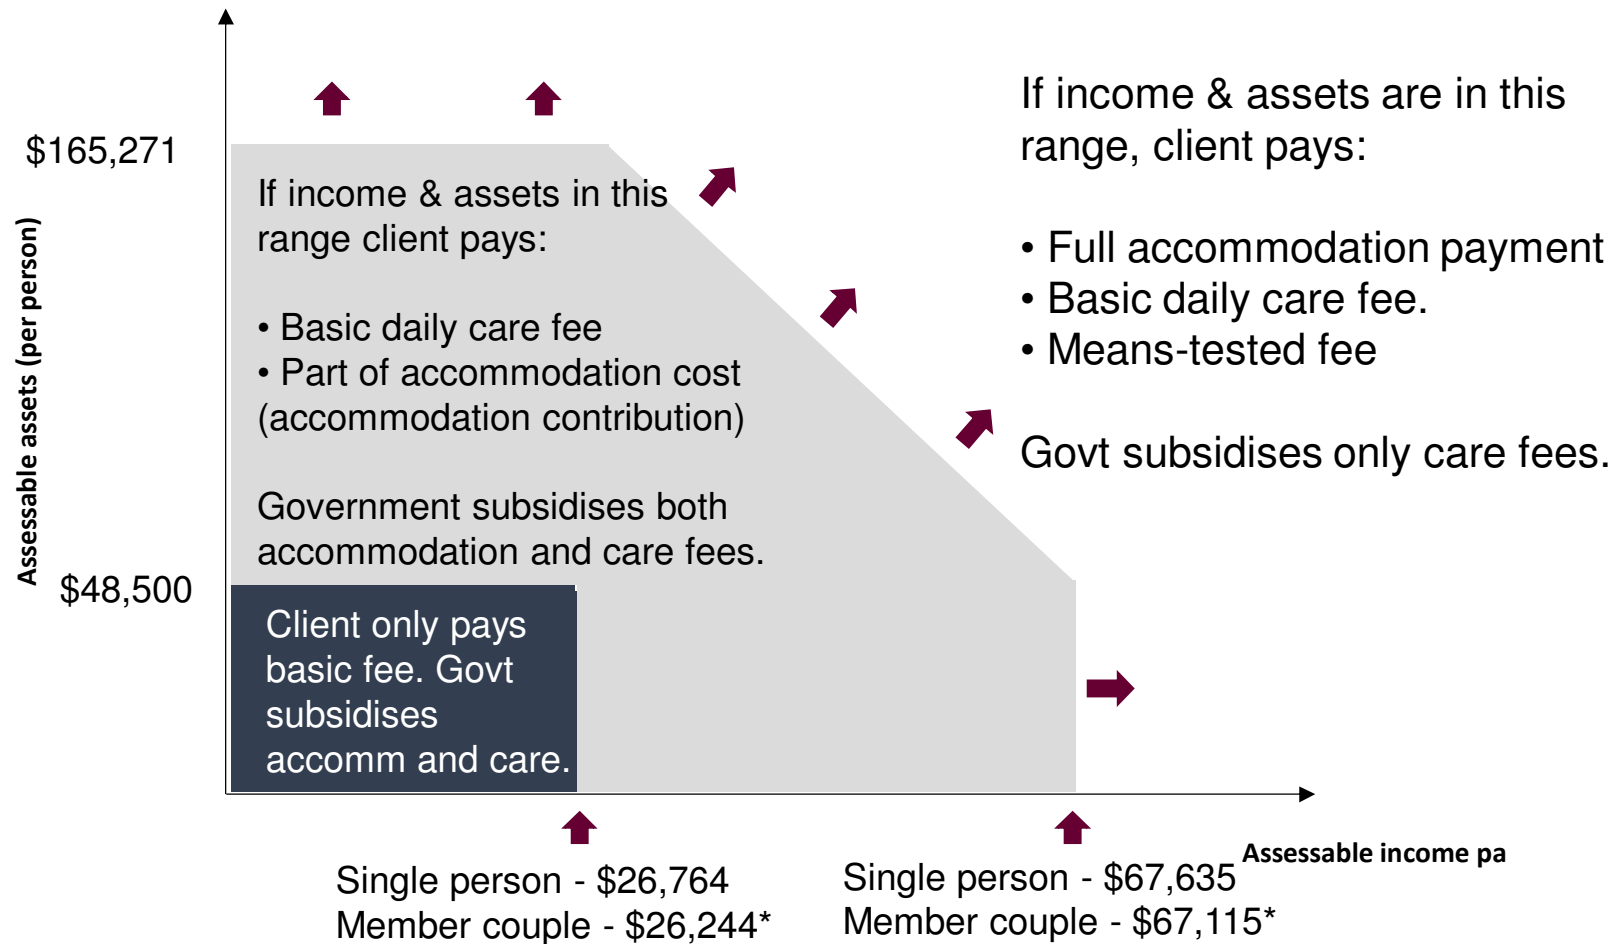 $165,271
Assessable assets (per person)
$48,500
If income & assets in this
range client pays:
• Basic daily care fee
• Part of accommodation cost
(accommodation contribution)
Government subsidises both
accommodation and care fees.
Client only pays
basic fee. Govt
subsidises
accomm and care.
If income & assets are in this
range, client pays:
• Full accommodation payment
• Basic daily care fee.
• Means-tested fee
Govt subsidises only care fees.
Assessable income pa
Single person - $26,764
Member couple - $26,244*
Single person - $67,635
Member couple - $67,115*